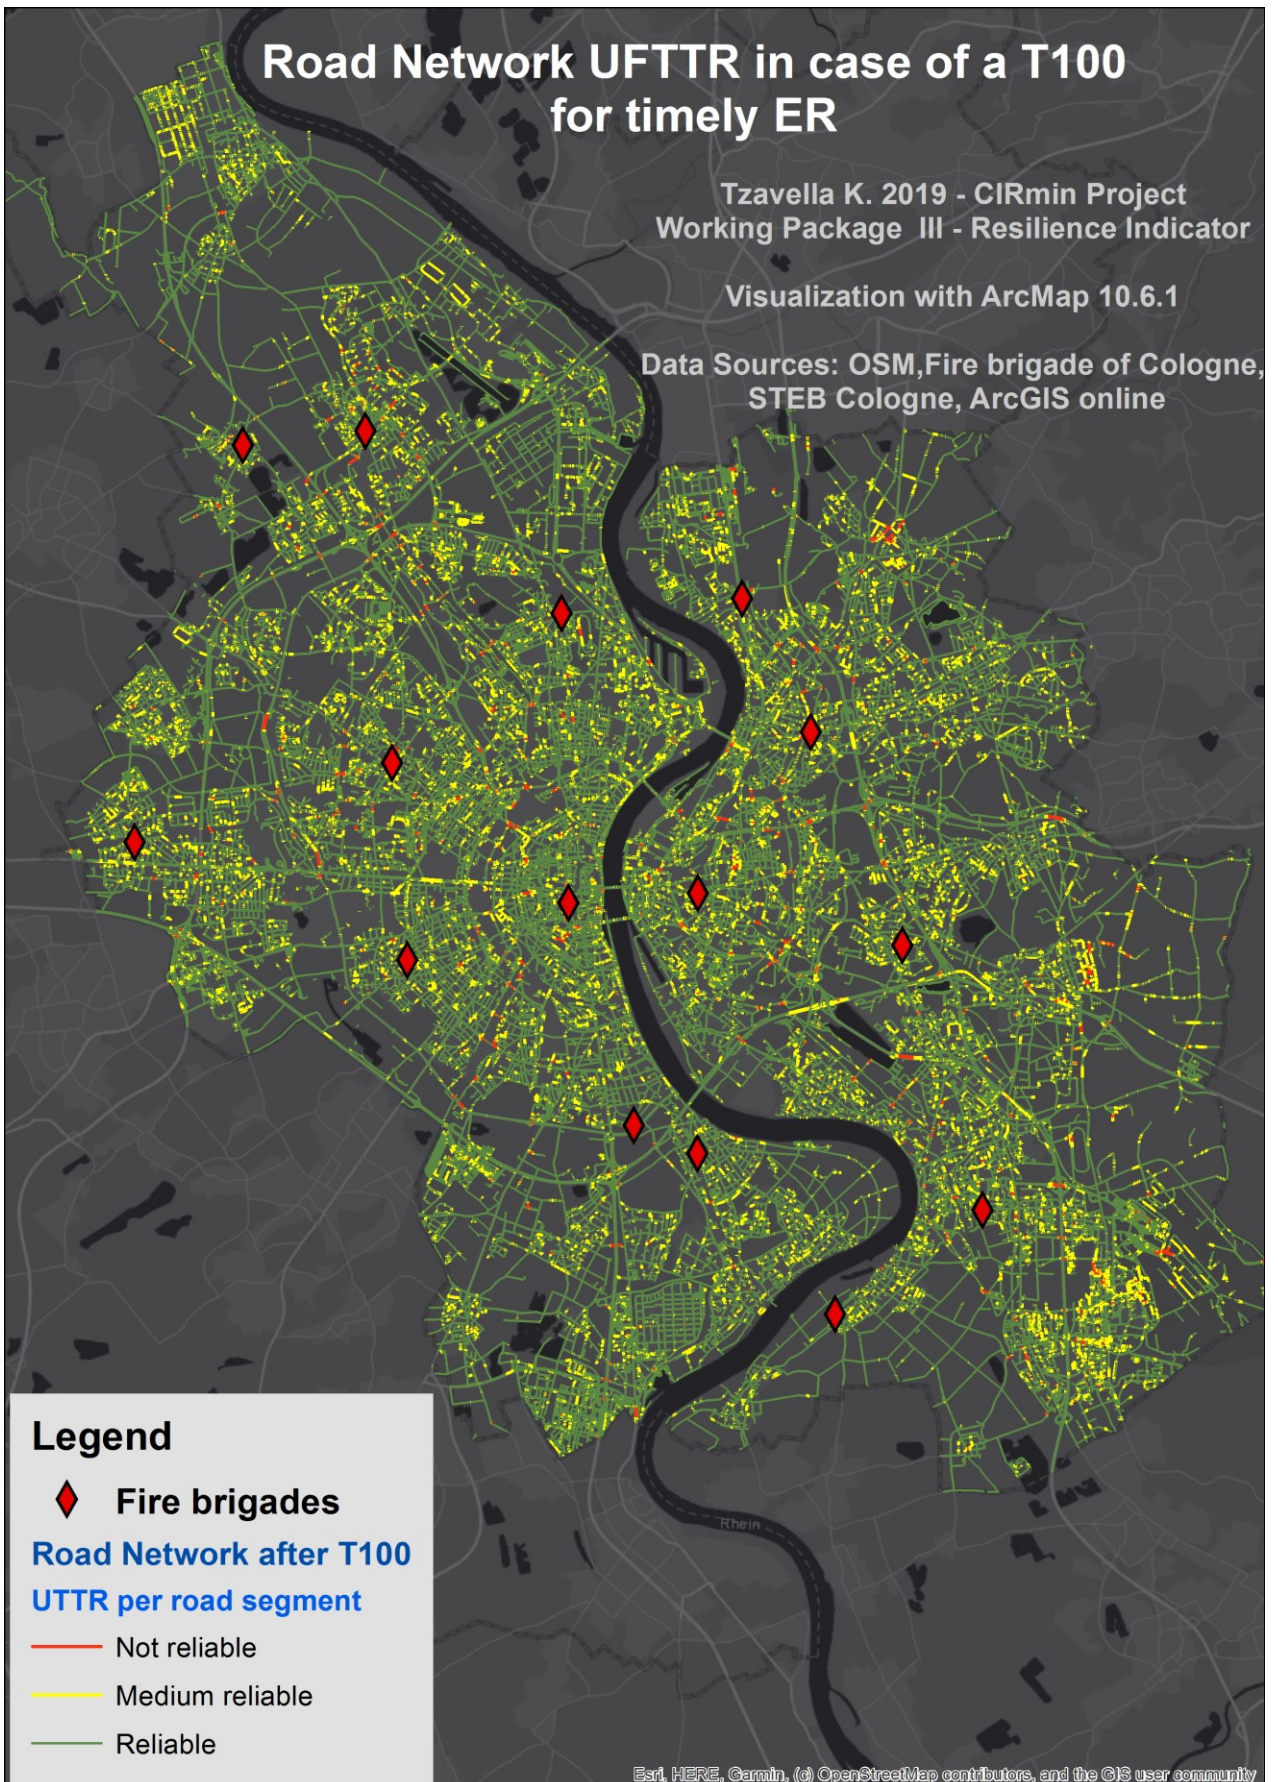 Road Network UFTTR in case of a T100
for timely ER
Tzavella K. 2019 - CIRmin Project
Working Package III - Resilience Indicator
Visualization with ArcMap 10.6.1
Data Sources: OSM,Fire brigade of Cologne,
STEB Cologne, ArcGIS online
Rhein
Legend
Fire brigades
Road Network after T100
UTTR per road segment
Not reliable
Medium reliable
Reliable
Esri, HERE, Garmin, (c) OpenStreetMap contributors, and the GIS user community